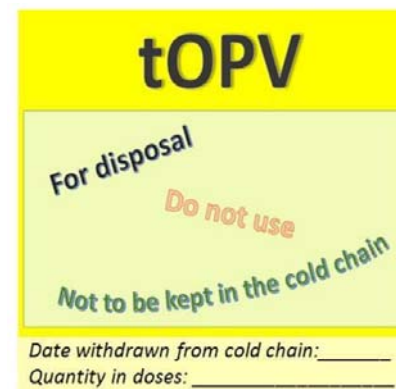 tOPV
For disposal
Do not use
Not to be kept in the cold chain
Date withdrawn from cold chain:______
Quantity in doses: __________________